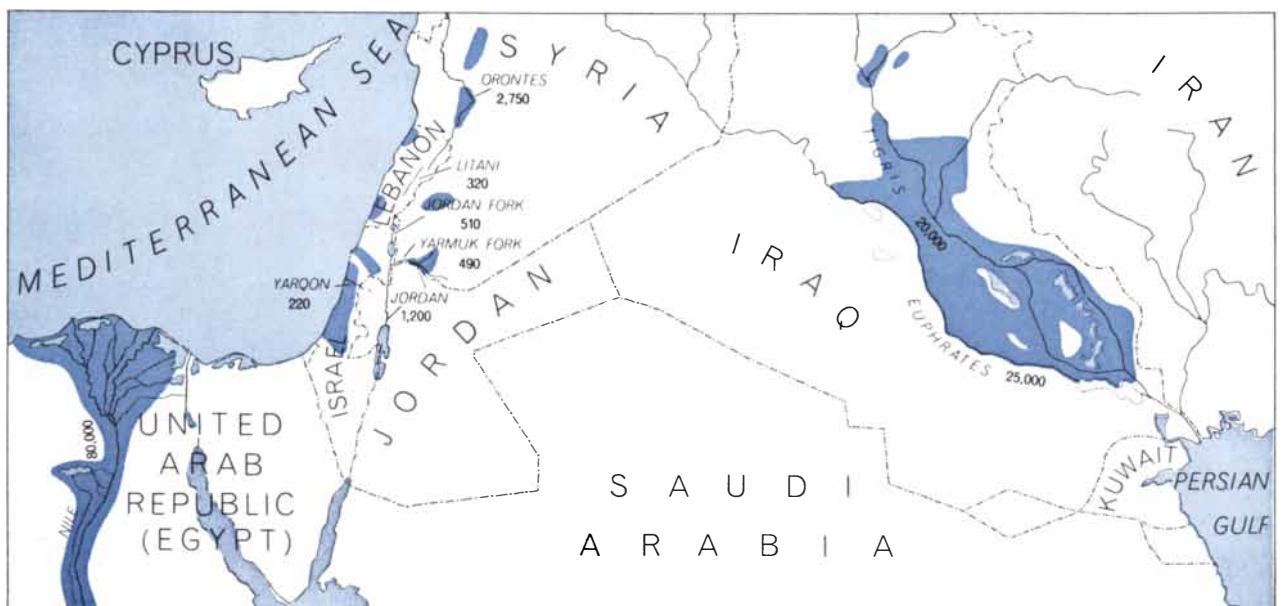 CYPRUS
MEDITERRANEAN SEA
SYRIA
ORONTES
2,750
LEBANON
LITANI
320
JORDAN FORK
510
YARMUK FORK
490
YARQON
220
JORDAN
1,200
ISRAEL
JORDAN
UNITED
ARAB
REPUBLIC
(EGYPT)
80,000
NILE
IRAQ
TIGRIS
20,000
EUPHRATES 25,000
IRAN
SAUDI
ARABIA
KUWAIT
PERSIAN
GULF